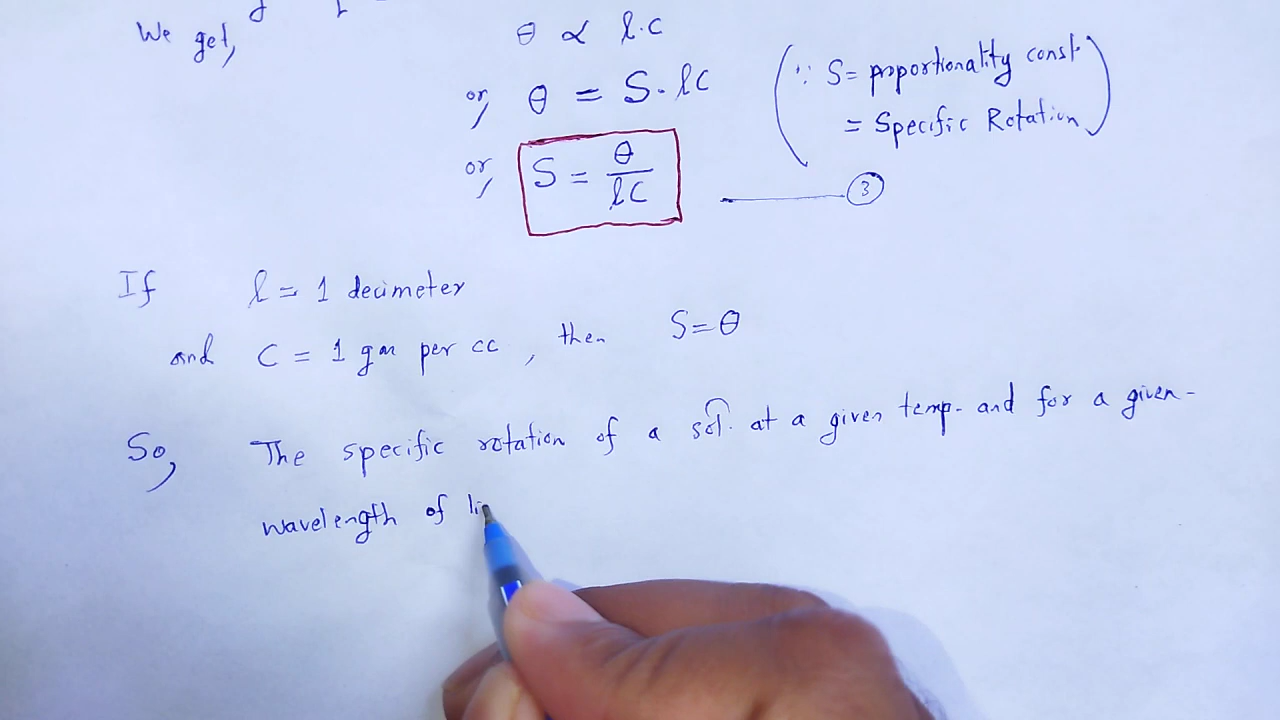 We get,
θ ∝ l.C
or, θ = S. lC
(∵ S = proportionality const
= Specific Rotation)
or, S = θ/lC ——— ③
If l = 1 decimeter
and C = 1 gm per cc, then S = θ
So, The specific rotation of a sol. at a given temp. and for a given-
wavelength of li